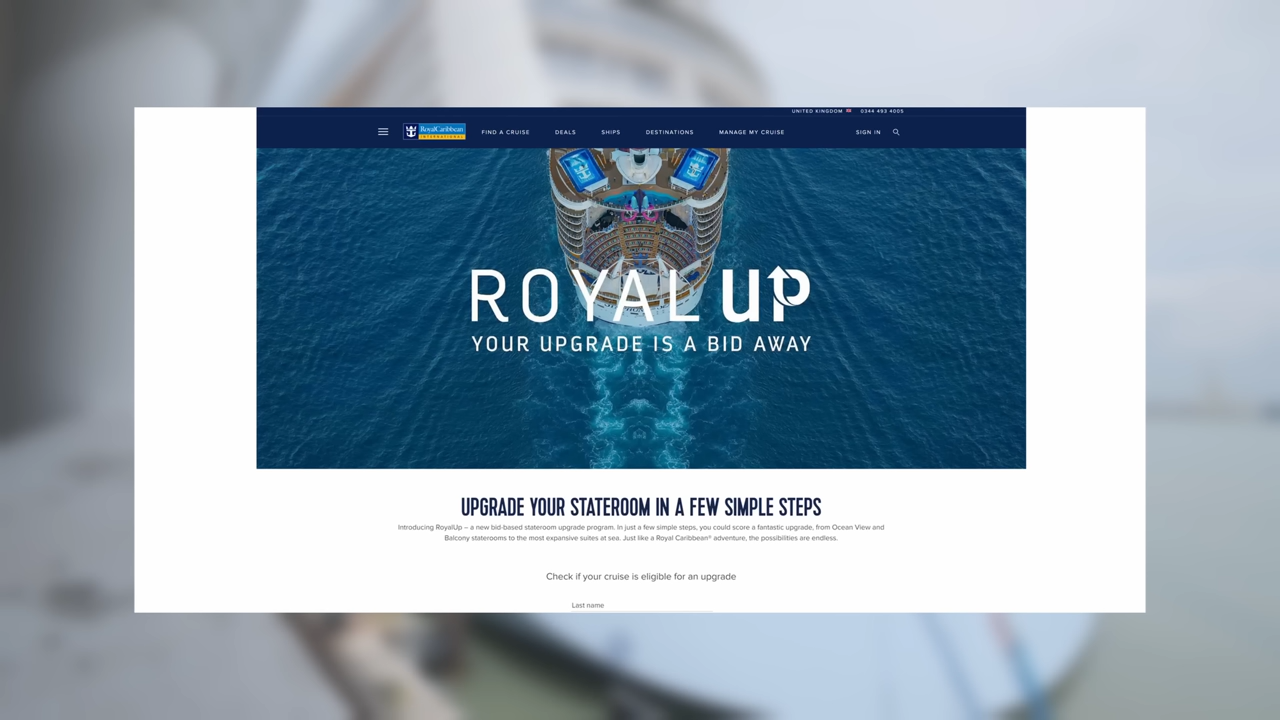 UNITED KINGDOM 0344 493 4005
RoyalCaribbean
INTERNATIONAL
FIND A CRUISE DEALS SHIPS DESTINATIONS MANAGE MY CRUISE SIGN IN
ROYAL UP
YOUR UPGRADE IS A BID AWAY
UPGRADE YOUR STATEROOM IN A FEW SIMPLE STEPS
Introducing RoyalUp – a new bid-based stateroom upgrade program. In just a few simple steps, you could score a fantastic upgrade, from Ocean View and
Balcony staterooms to the most expansive suites at sea. Just like a Royal Caribbean® adventure, the possibilities are endless.
Check if your cruise is eligible for an upgrade
Last name